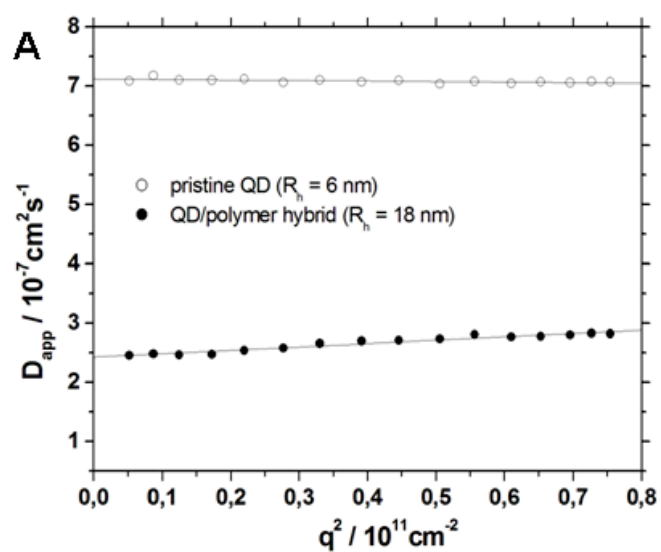 A
8
7
6
5
4
3
2
1
D_app / 10^-7 cm^2 s^-1
○ pristine QD (R_h = 6 nm)
● QD/polymer hybrid (R_h = 18 nm)
0,0 0,1 0,2 0,3 0,4 0,5 0,6 0,7 0,8
q^2 / 10^11 cm^-2